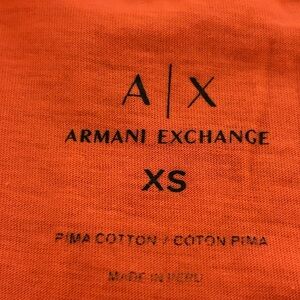 A|X
ARMANI EXCHANGE
XS
PIMA COTTON / COTON PIMA
MADE IN PERU